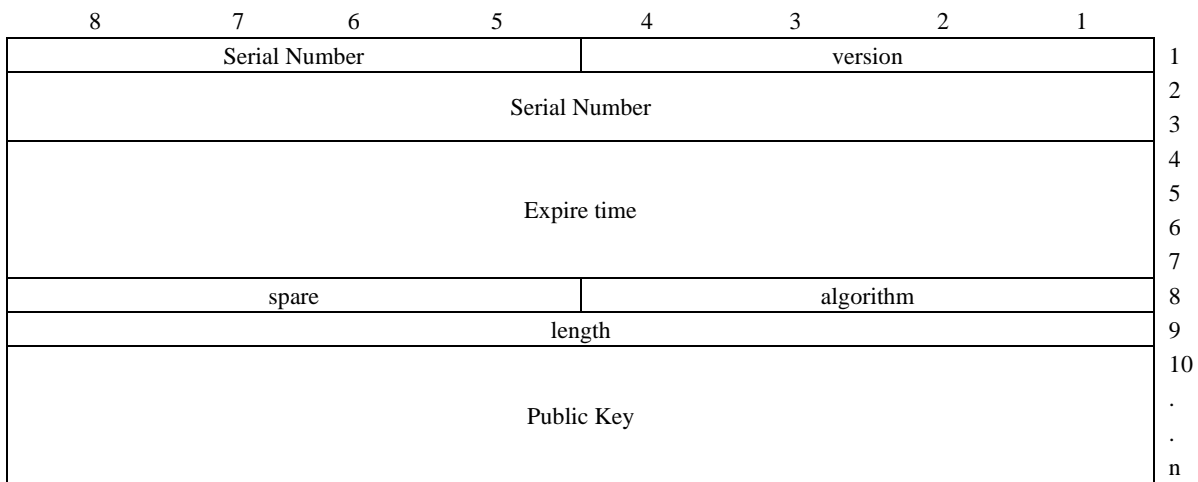 8 7 6 5 4 3 2 1
Serial Number version 1
2
Serial Number
3
4
5
Expire time
6
7
spare algorithm 8
length 9
10
.
Public Key
.
n